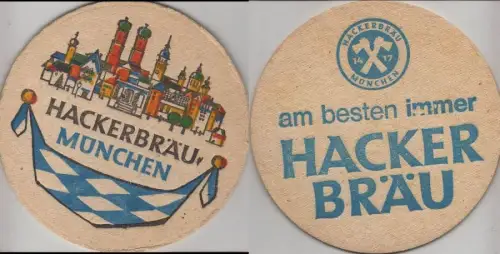 HACKERBRÄU
MÜNCHEN
HACKERBRÄU
14 17
MÜNCHEN
am besten immer
HACKER
BRÄU